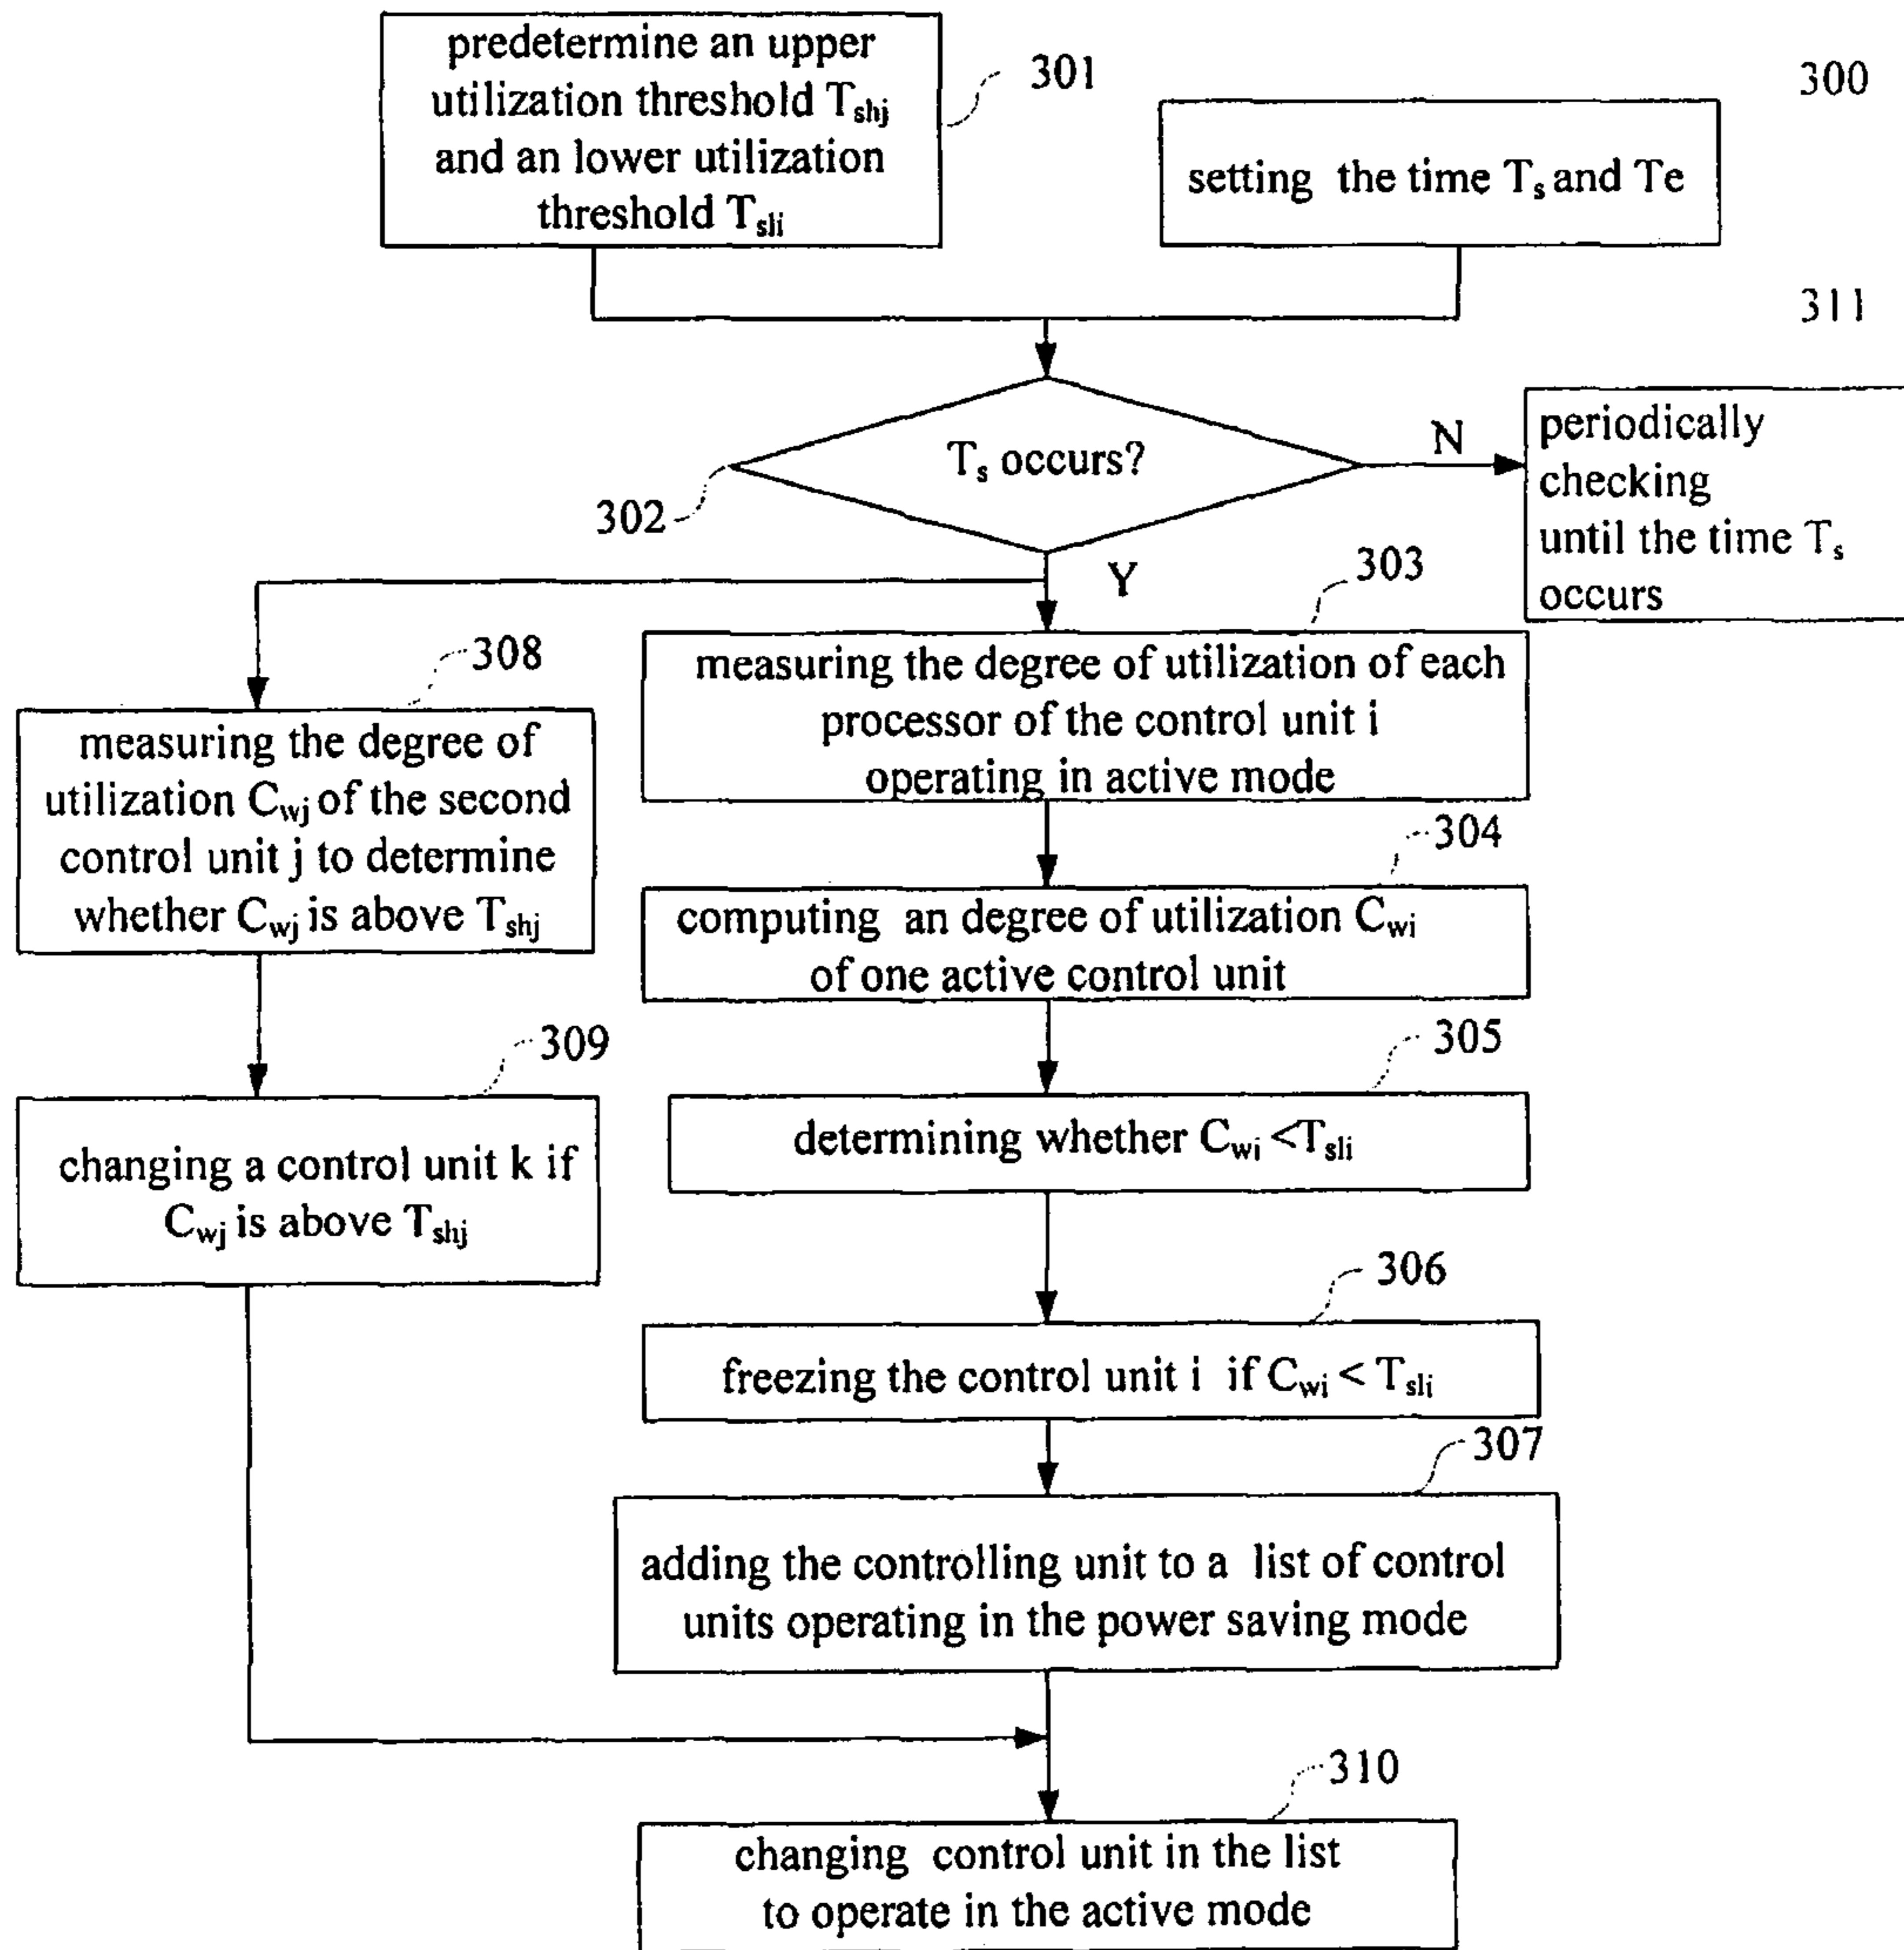 predetermine an upper
utilization threshold Tshj
and an lower utilization
threshold Tsli
301
300
setting the time Ts and Te
311
Ts occurs?
N
302
periodically
checking
until the time Ts
occurs
Y
303
measuring the degree of utilization of each
processor of the control unit i
operating in active mode
308
measuring the degree of
utilization Cwj of the second
control unit j to determine
whether Cwj is above Tshj
304
computing an degree of utilization Cwi
of one active control unit
309
305
determining whether Cwi <Tsli
changing a control unit k if
Cwj is above Tshj
306
freezing the control unit i if Cwi < Tsli
307
adding the controlling unit to a list of control
units operating in the power saving mode
310
changing control unit in the list
to operate in the active mode